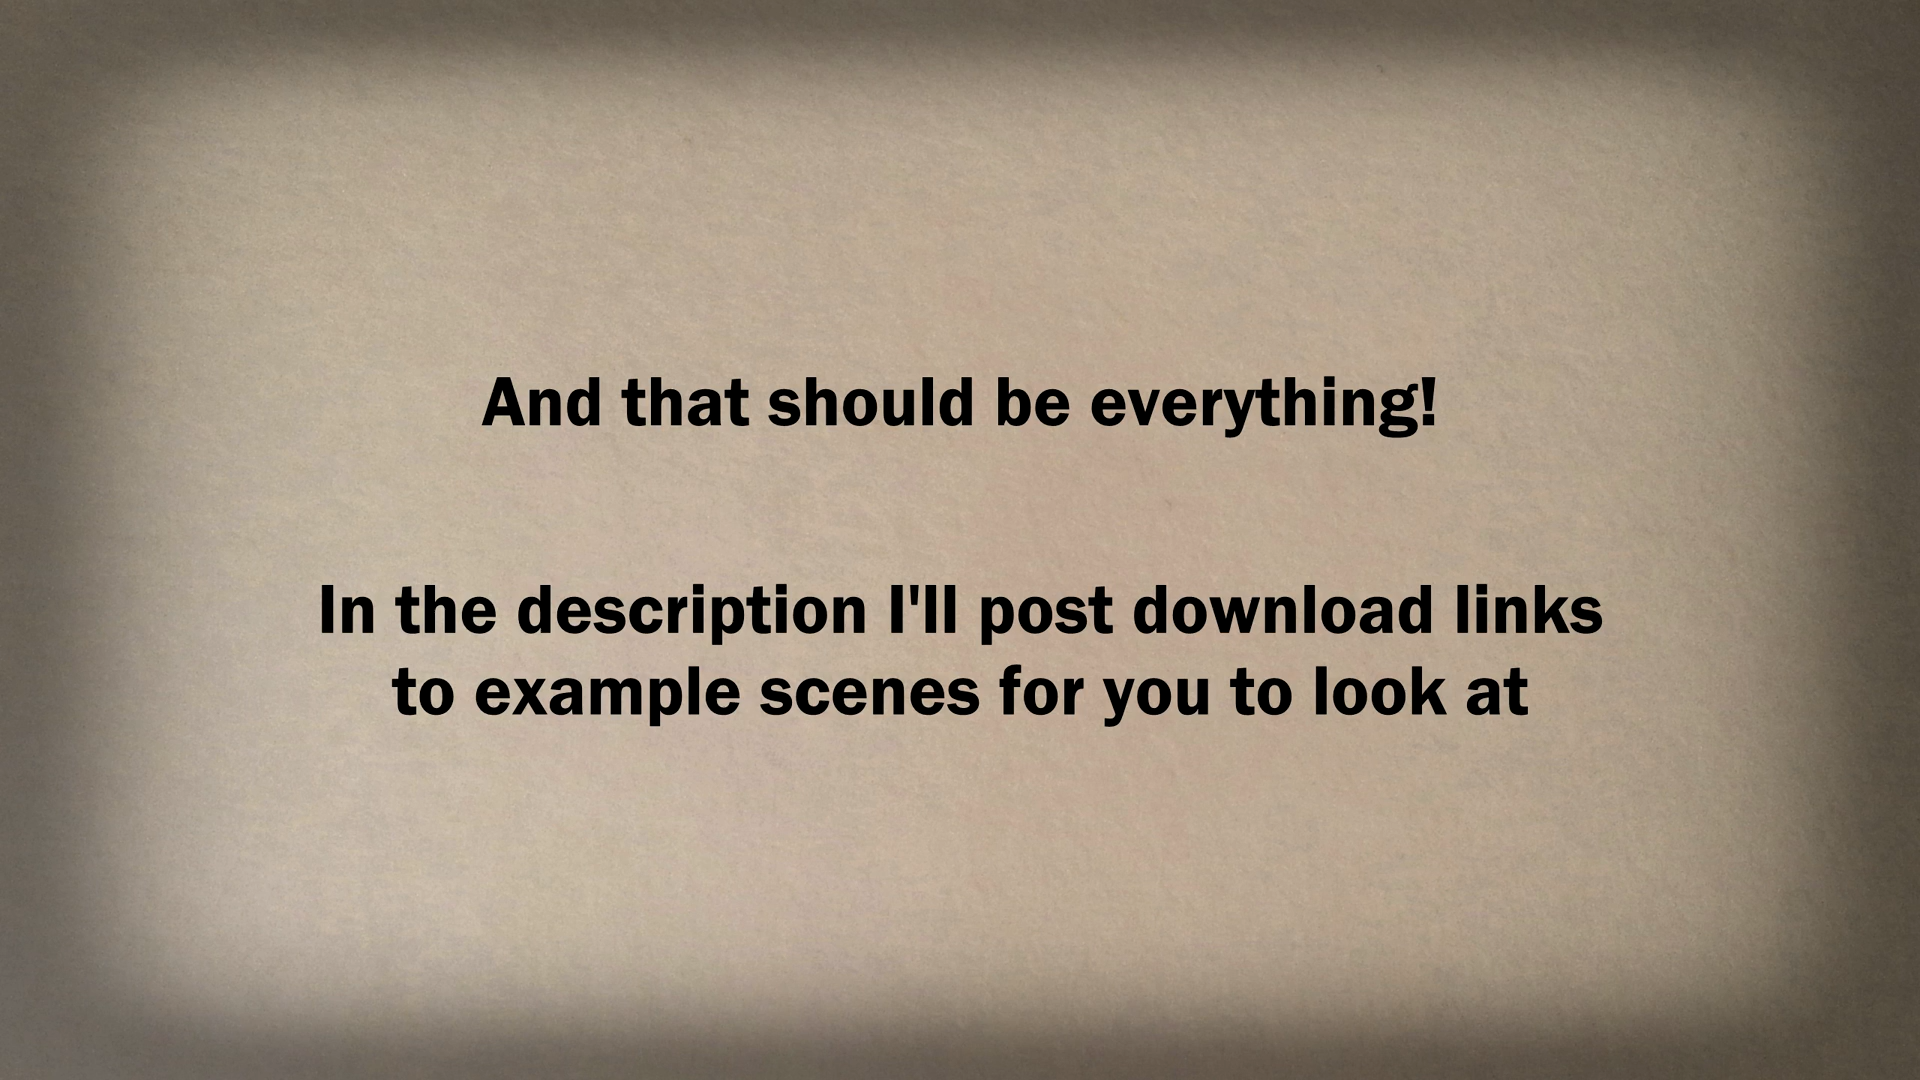 And that should be everything!
In the description I'll post download links
to example scenes for you to look at